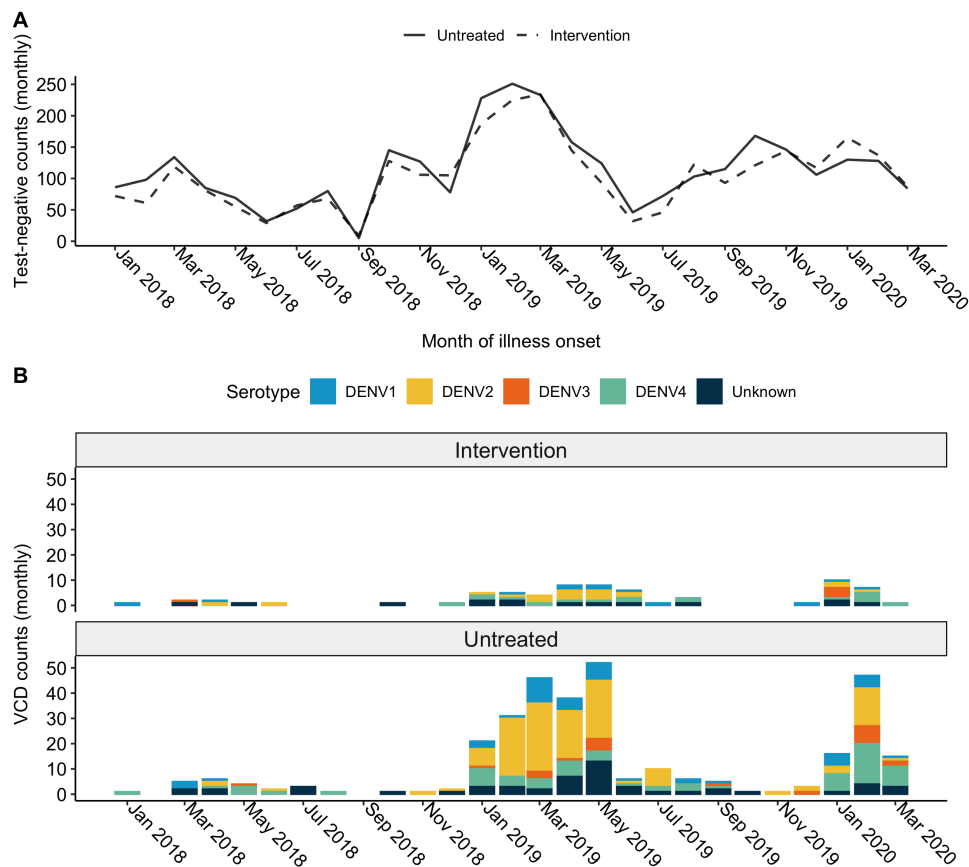 A
Untreated Intervention
Test-negative counts (monthly)
250
200
150
100
50
0
Jan 2018 Mar 2018 May 2018 Jul 2018 Sep 2018 Nov 2018 Jan 2019 Mar 2019 May 2019 Jul 2019 Sep 2019 Nov 2019 Jan 2020 Mar 2020
Month of illness onset
B
Serotype DENV1 DENV2 DENV3 DENV4 Unknown
VCD counts (monthly)
Intervention
50
40
30
20
10
0
Untreated
50
40
30
20
10
0
Jan 2018 Mar 2018 May 2018 Jul 2018 Sep 2018 Nov 2018 Jan 2019 Mar 2019 May 2019 Jul 2019 Sep 2019 Nov 2019 Jan 2020 Mar 2020